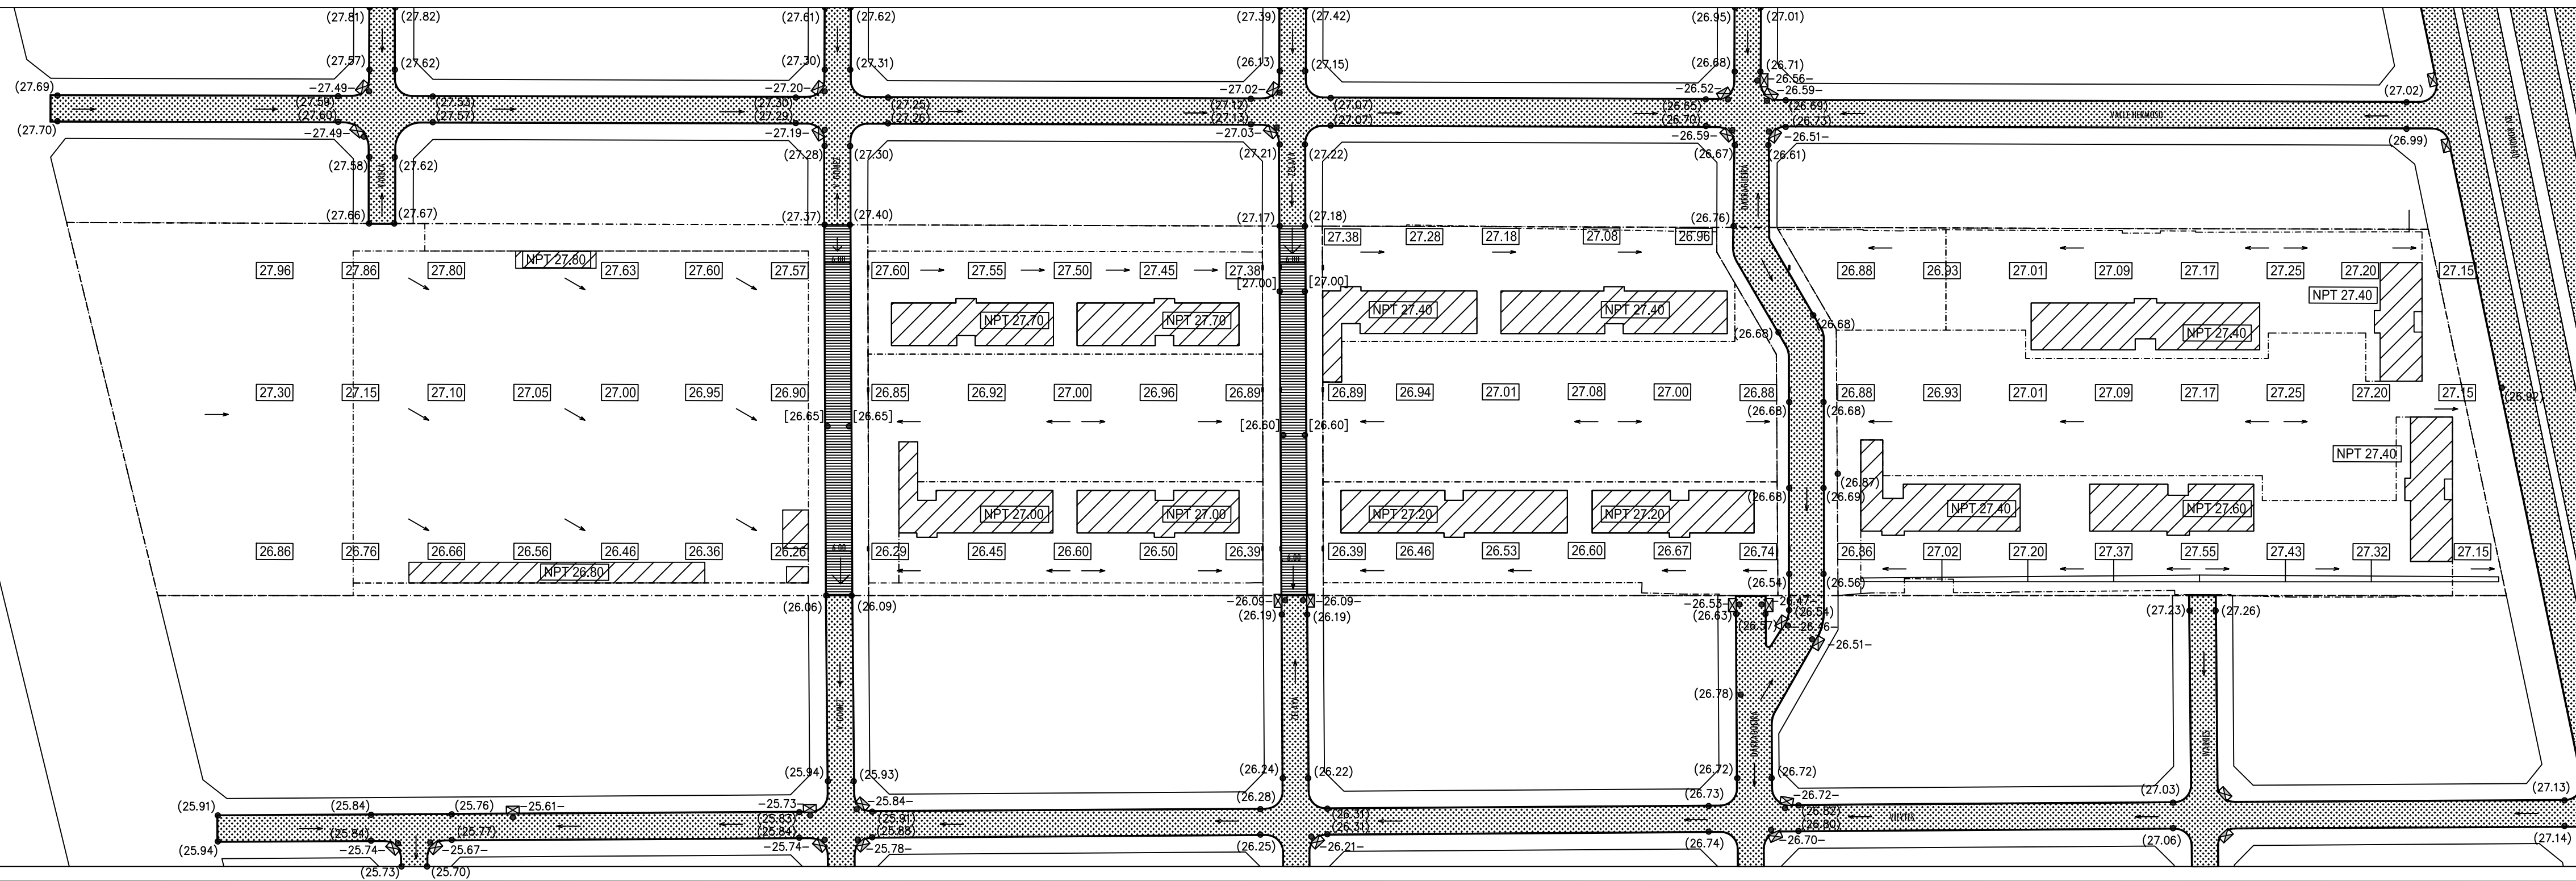 (27.81) (27.82) (27.61) (27.62) (27.39) (27.42) (26.95) (27.01)
(27.57) (27.62) (27.30) (27.31) (26.13) (27.15) (26.68) (26.71)
(27.69) -27.49- -27.20- -27.02- -26.52- -26.56- -26.59- (27.02)
(27.59) (27.53) (27.30) (27.25) (27.12) (27.07) (26.65) (26.69)
(27.60) (27.57) (27.29) (27.26) (27.13) (27.07) (26.70) (26.73) VALLE HERMOSO
(27.70) -27.49- -27.19- -27.03- -26.59- -26.51- (26.99)
(27.58) (27.62) (27.28) (27.30) (27.21) (27.22) (26.67) (26.61)
ZELAYA DARRAGUEIRA
(27.66) (27.67) (27.37) (27.40) (27.17) (27.18) (26.76)
27.38 27.28 27.18 27.08 26.96
NPT 27.80 6.00 6.00
27.96 27.86 27.80 27.63 27.60 27.57 27.60 27.55 27.50 27.45 27.38 26.88 26.93 27.01 27.09 27.17 27.25 27.20 27.15
[27.00] [27.00] NPT 27.40
NPT 27.70 NPT 27.70 NPT 27.40 NPT 27.40 (26.68) (26.68) NPT 27.40
27.30 27.15 27.10 27.05 27.00 26.95 26.90 26.85 26.92 27.00 26.96 26.89 26.89 26.94 27.01 27.08 27.00 26.88 26.88 26.93 27.01 27.09 27.17 27.25 27.20 27.15 (26.92)
(26.68) (26.68)
[26.65] [26.65] [26.60] [26.60]
NPT 27.40
(26.87)
(26.68) (26.69)
NPT 27.00 NPT 27.00 NPT 27.20 NPT 27.20 NPT 27.40 NPT 27.60
6.00 6.00
26.86 26.76 26.66 26.56 26.46 26.36 26.26 26.29 26.45 26.60 26.50 26.39 26.39 26.46 26.53 26.60 26.67 26.74 26.86 27.02 27.20 27.37 27.55 27.43 27.32 27.15
NPT 26.80 (26.54) (26.56)
(26.06) (26.09) -26.09- -26.09- -26.53- -26.47-
(26.19) (26.19) (26.63) (26.54) (27.23) (27.26)
(26.37) -26.46-
-26.51-
(26.78)
ZELAYA DARRAGUEIRA
(25.94) (25.93) (26.24) (26.22) (26.72) (26.72)
(25.91) (25.84) (25.76) -25.61- -25.73- -25.84- (26.28) (26.73) -26.72- (27.03) (27.13)
(25.83) (25.91) (26.31) (26.82)
(25.84) (25.77) (25.84) (25.88) (26.31) (26.80) VIEYTES
(25.94) -25.74- -25.67- -25.74- -25.78- (26.25) -26.21- (26.74) -26.70- (27.06) (27.14)
(25.73) (25.70)